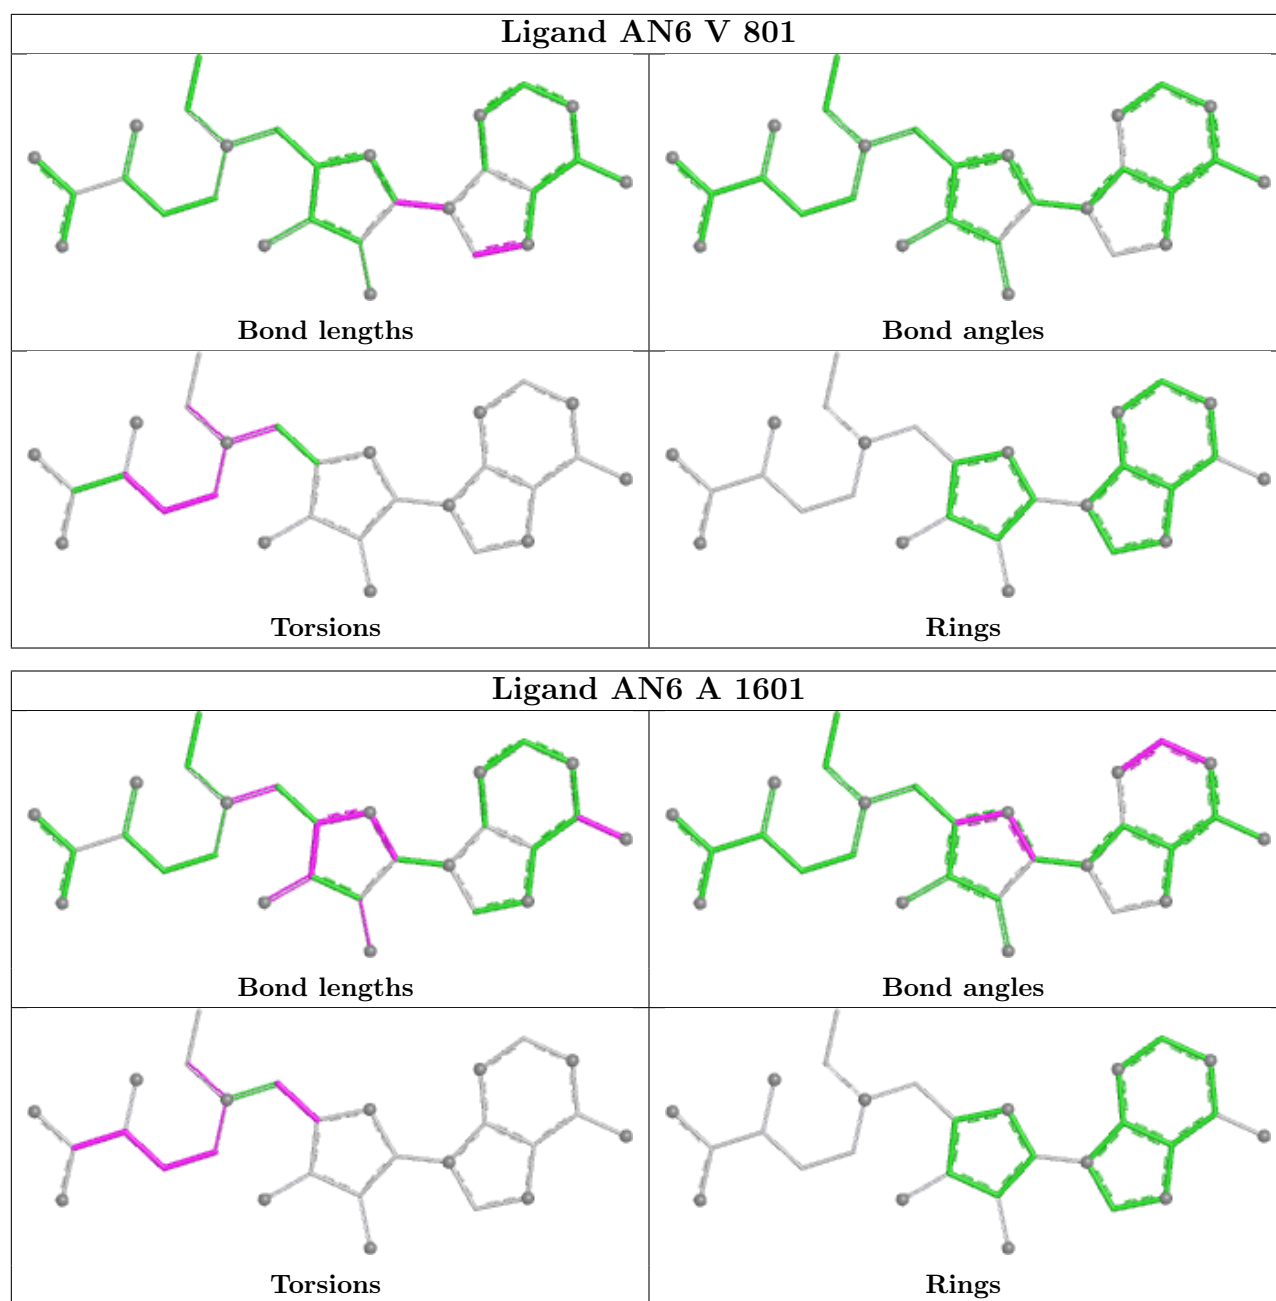 Ligand AN6 V 801
Bond lengths
Bond angles
Torsions
Rings
Ligand AN6 A 1601
Bond lengths
Bond angles
Torsions
Rings